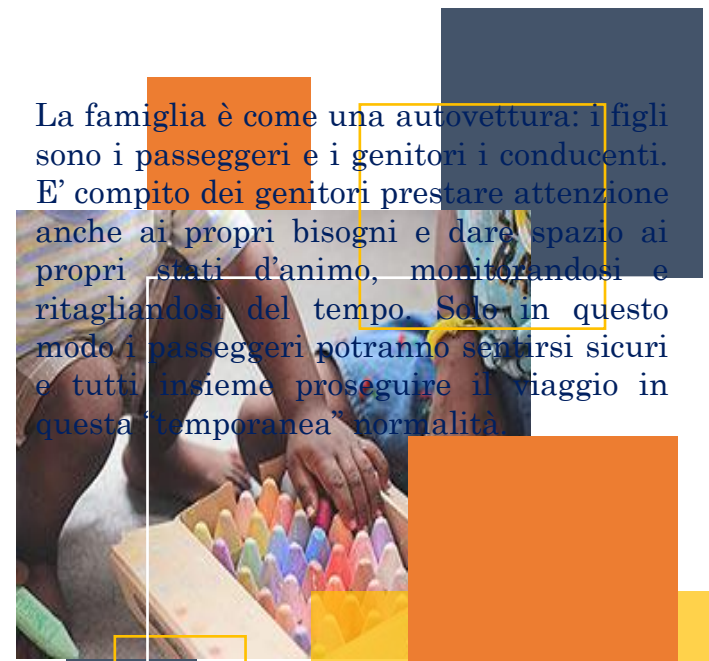 La famiglia è come una autovettura: i figli
sono i passeggeri e i genitori i conducenti.
E’ compito dei genitori prestare attenzione
anche ai propri bisogni e dare spazio ai
propri stati d’animo, monitorandosi e
ritagliandosi del tempo. Solo in questo
modo i passeggeri potranno sentirsi sicuri
e tutti insieme proseguire il viaggio in
questa “temporanea” normalità.